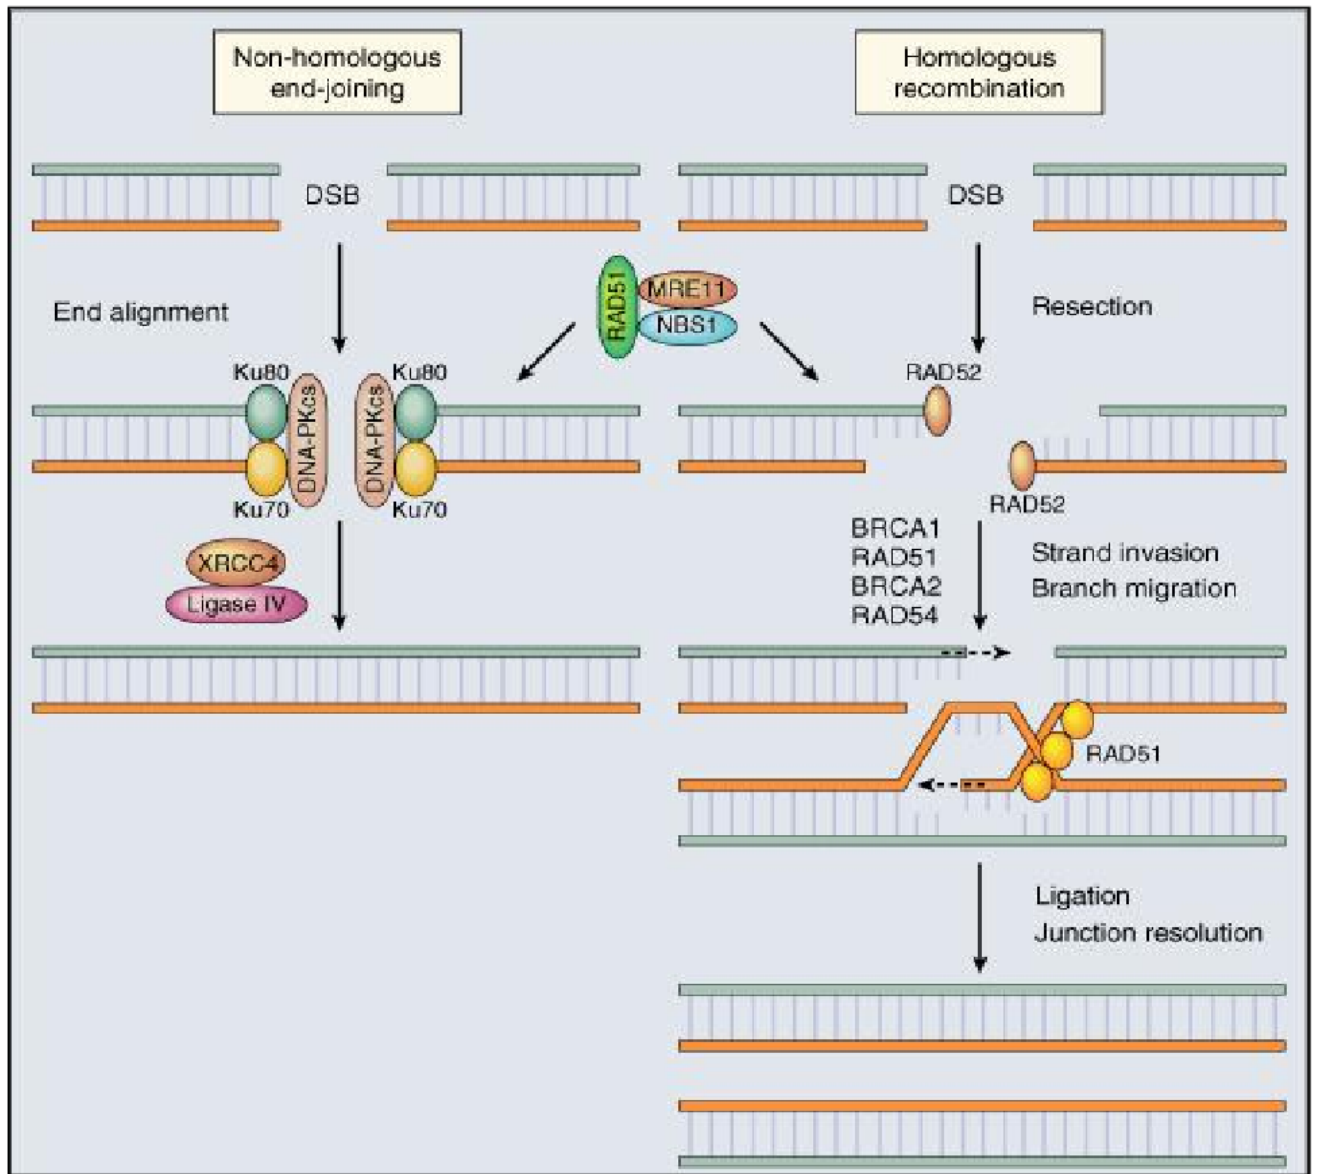 Non-homologous
end-joining
Homologous
recombination
DSB
DSB
End alignment
RAD51
MRE11
NBS1
Resection
Ku80
DNA-PKcs
Ku70
Ku80
DNA-PKcs
Ku70
RAD52
RAD52
XRCC4
Ligase IV
BRCA1
RAD51
BRCA2
RAD54
Strand invasion
Branch migration
RAD51
Ligation
Junction resolution